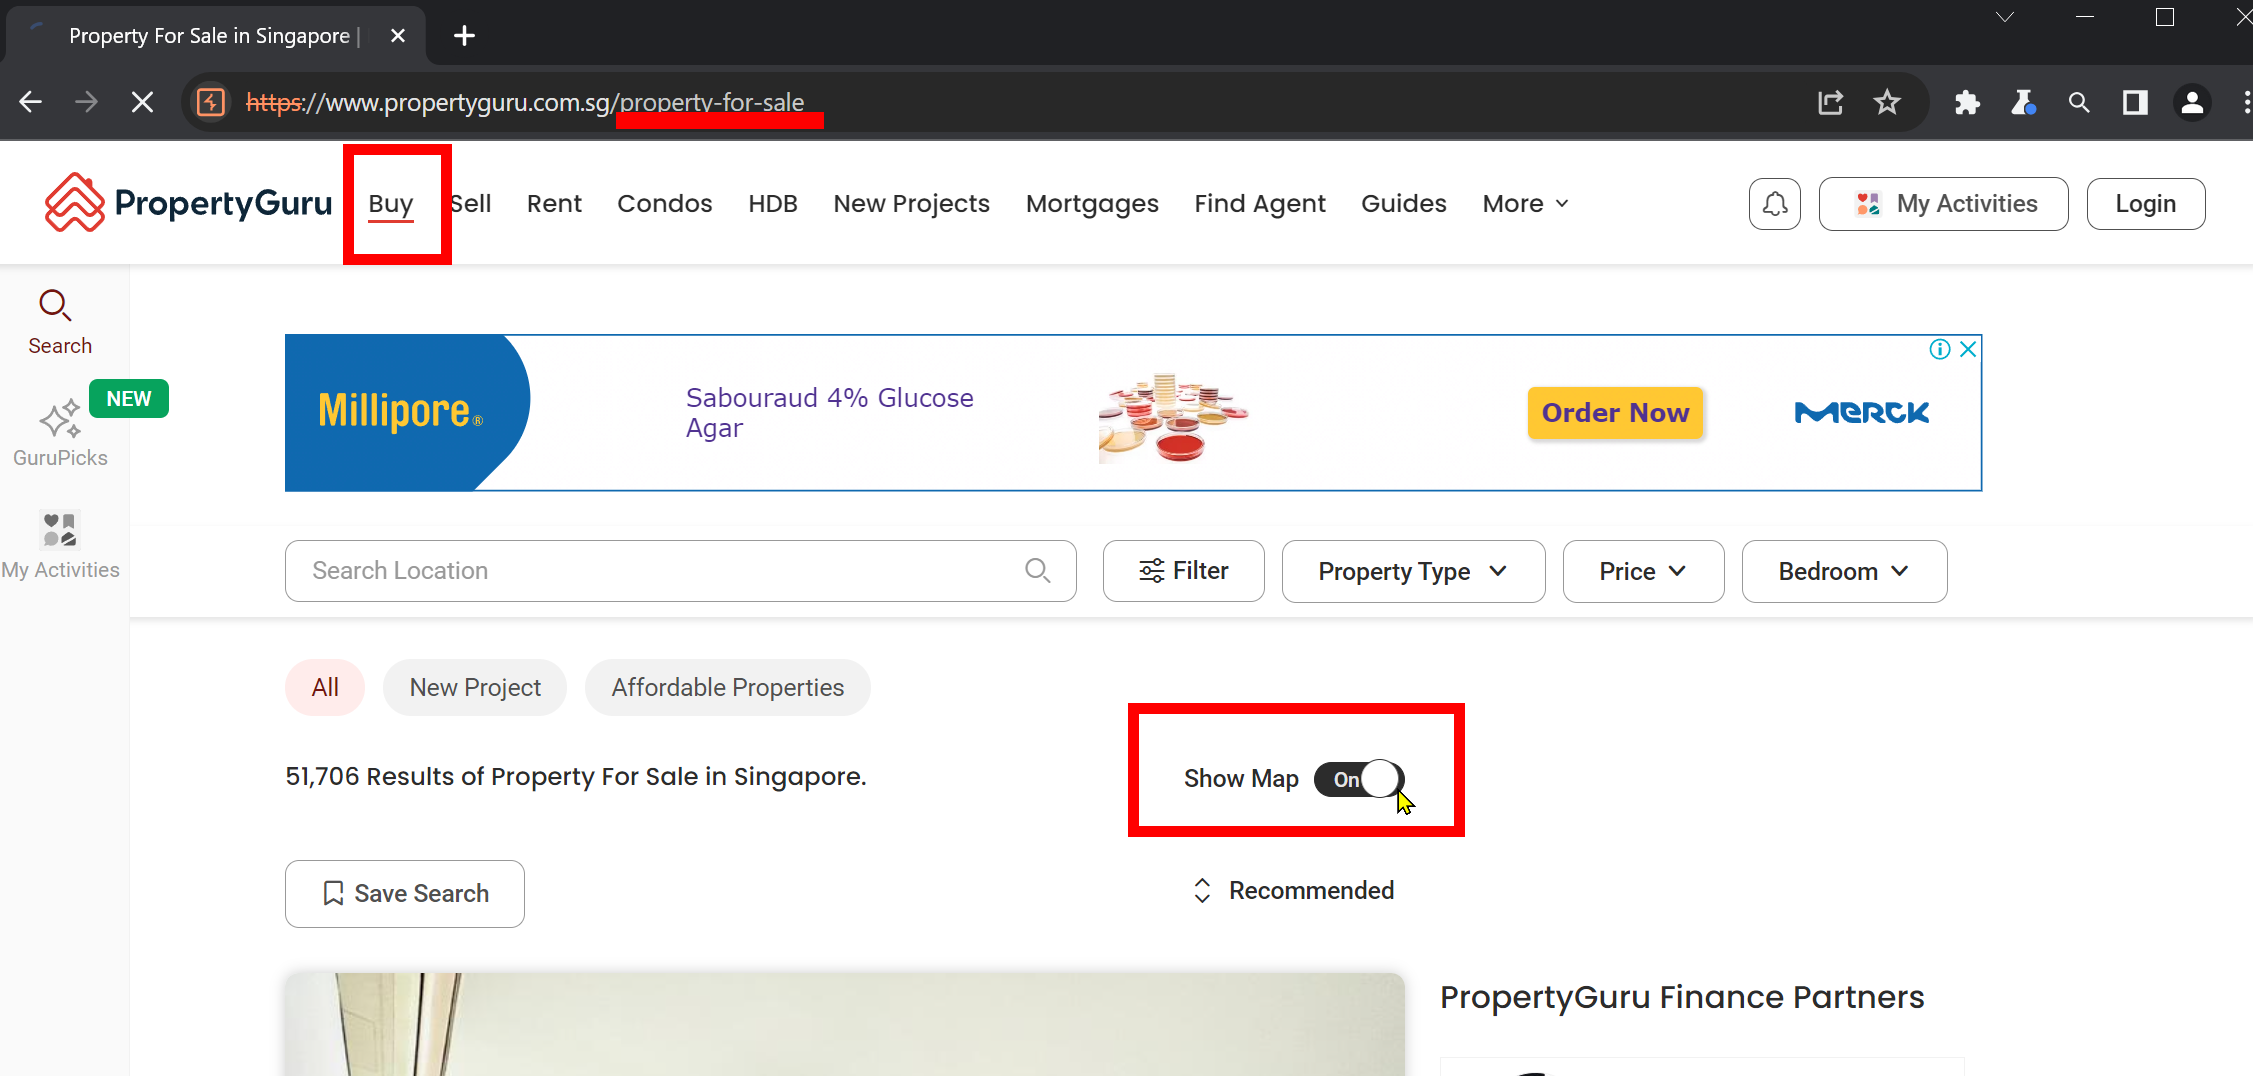 Property For Sale in Singapore |
https://www.propertyguru.com.sg/property-for-sale
PropertyGuru Buy Sell Rent Condos HDB New Projects Mortgages Find Agent Guides More My Activities Login
Search
NEW
GuruPicks
My Activities
Millipore®
Sabouraud 4% Glucose
Agar
Order Now
MERCK
Search Location Filter Property Type Price Bedroom
All New Project Affordable Properties
51,706 Results of Property For Sale in Singapore.
Show Map On
Save Search
Recommended
PropertyGuru Finance Partners